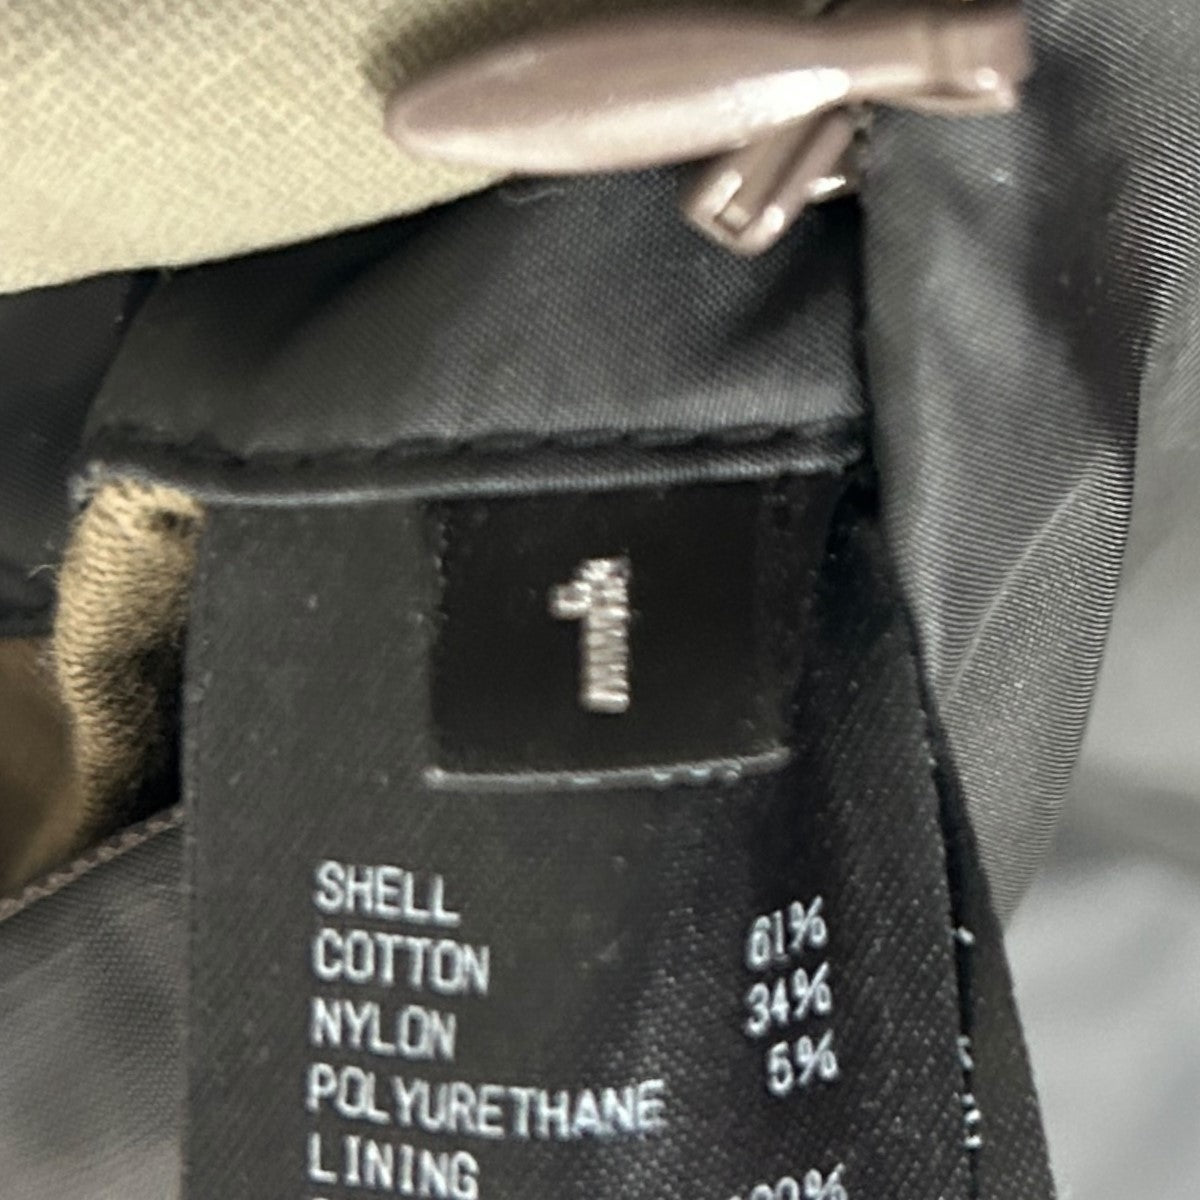 1
SHELL
COTTON 61%
NYLON 34%
POLYURETHANE 5%
LINING